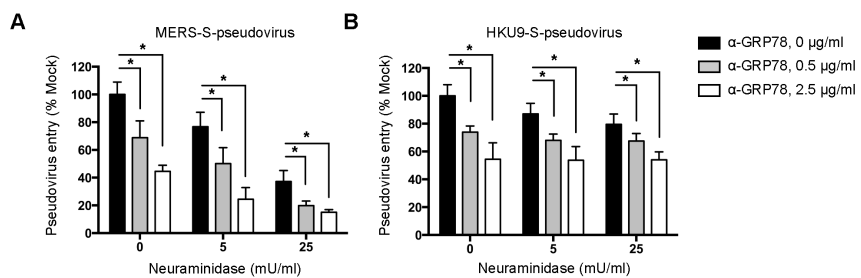 A
MERS-S-pseudovirus
Pseudovirus entry (% Mock)
120
100
80
60
40
20
0
* * * * * *
0 5 25
Neuraminidase (mU/ml)
B
HKU9-S-pseudovirus
Pseudovirus entry (% Mock)
120
100
80
60
40
20
0
* * * * * *
0 5 25
Neuraminidase (mU/ml)
α-GRP78, 0 μg/ml
α-GRP78, 0.5 μg/ml
α-GRP78, 2.5 μg/ml